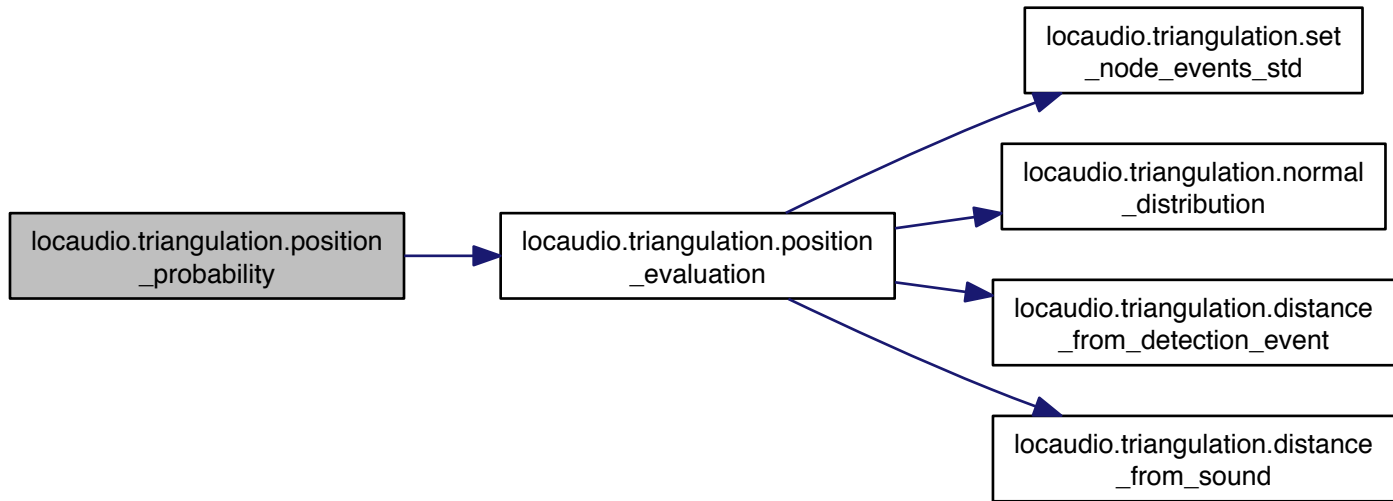 locaudio.triangulation.position
_probability
locaudio.triangulation.position
_evaluation
locaudio.triangulation.set
_node_events_std
locaudio.triangulation.normal
_distribution
locaudio.triangulation.distance
_from_detection_event
locaudio.triangulation.distance
_from_sound